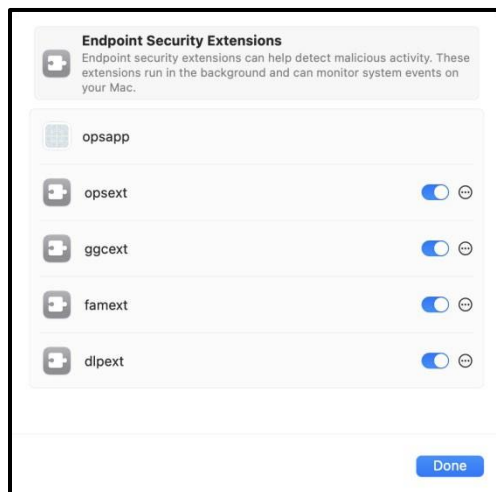 Endpoint Security Extensions
Endpoint security extensions can help detect malicious activity. These
extensions run in the background and can monitor system events on
your Mac.
opsapp
opsext
ggcext
famext
dlpext
Done